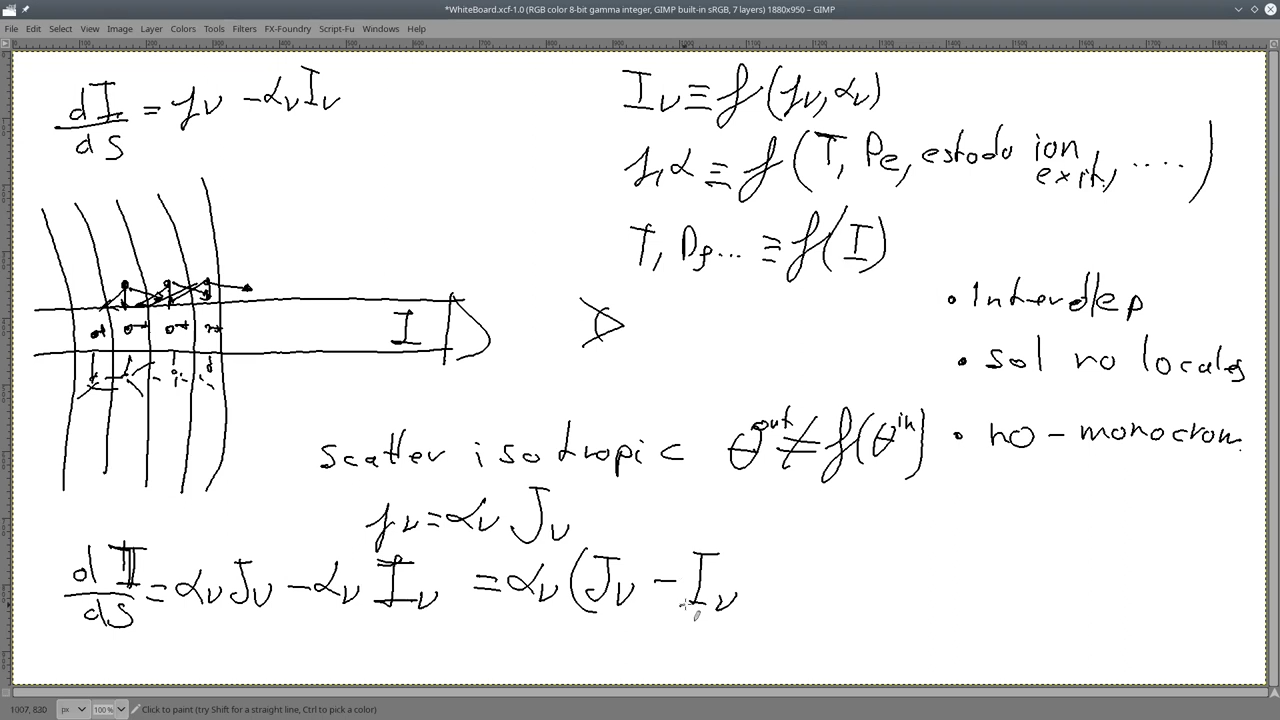 *WhiteBoard.xcf-1.0 (RGB color 8-bit gamma integer, GIMP built-in sRGB, 7 layers) 1880x950 – GIMP
File Edit Select View Image Layer Colors Tools Filters FX-Foundry Script-Fu Windows Help
dI/ds = jν - αν Iν
Iν ≡ f(jν, αν)
j, α ≡ f(T, Pe, estado ion exit, ....)
T, Pe... ≡ f(I)
• Interdep
I
• sol no locales
• no - monocrom.
scatter isotropic θ^out ≠ f(θ^in)
jν = αν Jν
dI/ds = αν Jν - αν Iν = αν (Jν - Iν
1007, 830 px 100% Click to paint (try Shift for a straight line, Ctrl to pick a color)